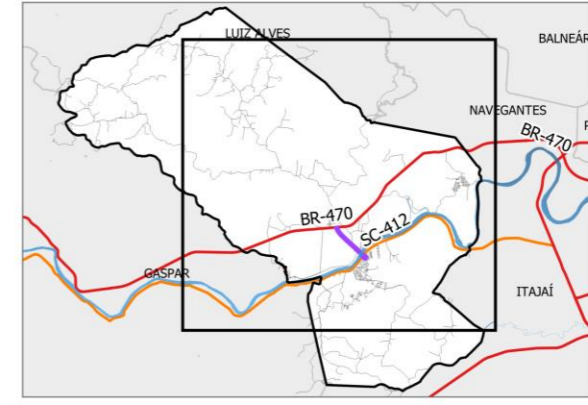 LUIZ ALVES
BALNEÁR
NAVEGANTES
BR-470
BR-470
SC-412
GASPAR
ITAJAÍ